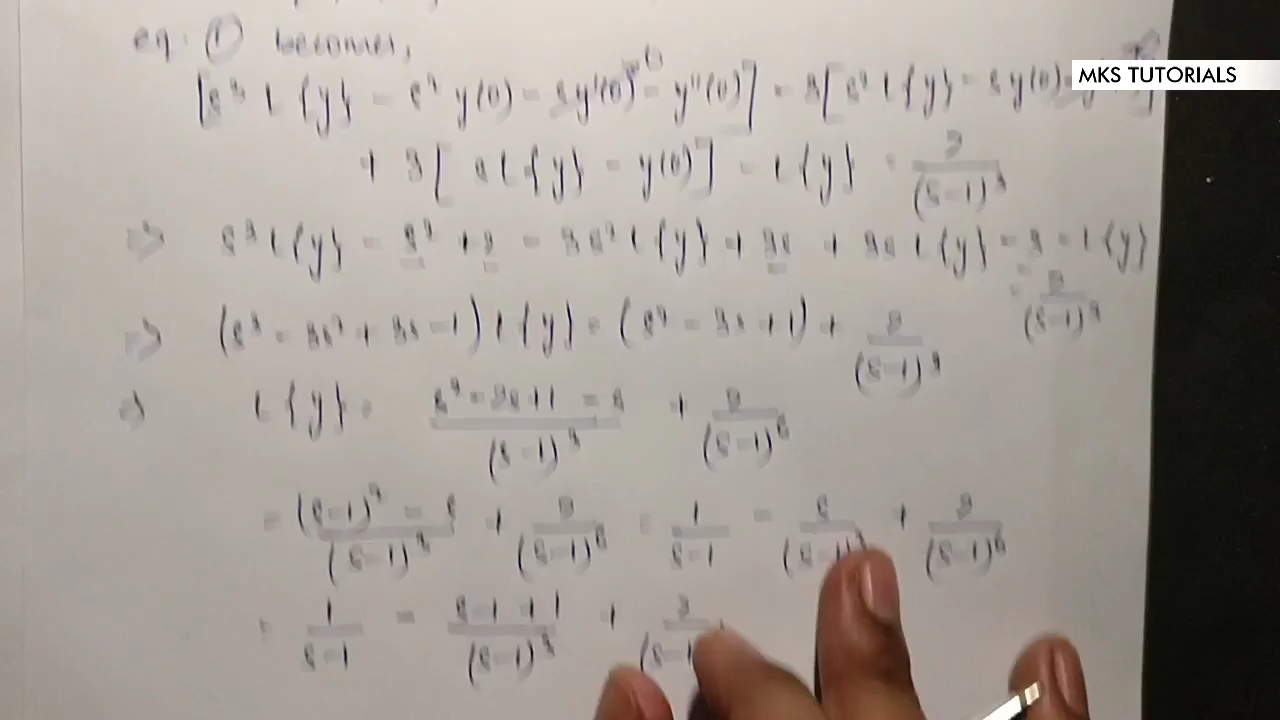 eq. ① becomes,
MKS TUTORIALS
[s³ L{y} - s² y(0) - s y'(0) - y''(0)] - 3[s² L{y} - s y(0)
+ 3[ s L{y} - y(0)] - L{y} = 2/(s-1)³
⇒ s³ L{y} - s² + 2 - 3s² L{y} + 3s + 3s L{y} - 3 - L{y}
= 2/(s-1)³
⇒ (s³ - 3s² + 3s - 1) L{y} = (s² - 3s + 1) + 2/(s-1)³
⇒ L{y} = s² - 2s + 1 - s/(s-1)³ + 2/(s-1)⁶
= (s-1)² - s/(s-1)³ + 2/(s-1)⁶ = 1/s-1 - s/(s-1)³ + 2/(s-1)⁶
= 1/s-1 - s-1+1/(s-1)³ + 2/(s-1